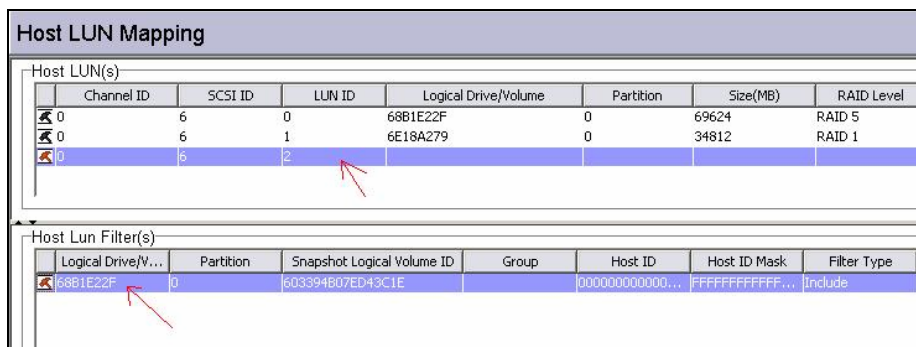 Host LUN Mapping
Host LUN(s)
Channel ID SCSI ID LUN ID Logical Drive/Volume Partition Size(MB) RAID Level
0 6 0 68B1E22F 0 69624 RAID 5
0 6 1 6E18A279 0 34812 RAID 1
0 6 2
Host Lun Filter(s)
Logical Drive/V... Partition Snapshot Logical Volume ID Group Host ID Host ID Mask Filter Type
68B1E22F 0 603394B07ED43C1E 000000000000... FFFFFFFFFFFF... Include